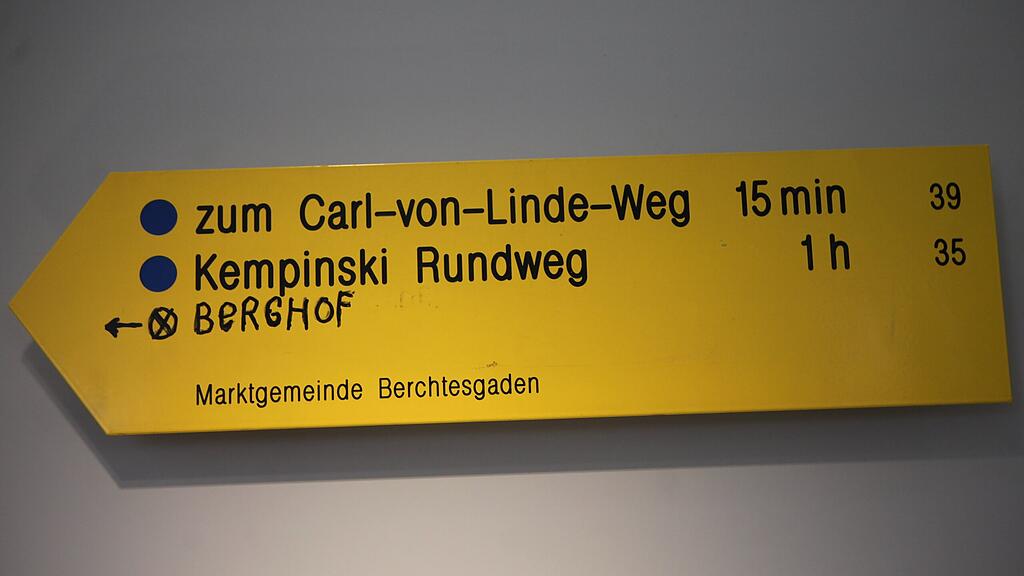 zum Carl-von-Linde-Weg 15 min 39
Kempinski Rundweg 1 h 35
← ⊗ BERGHOF
Marktgemeinde Berchtesgaden